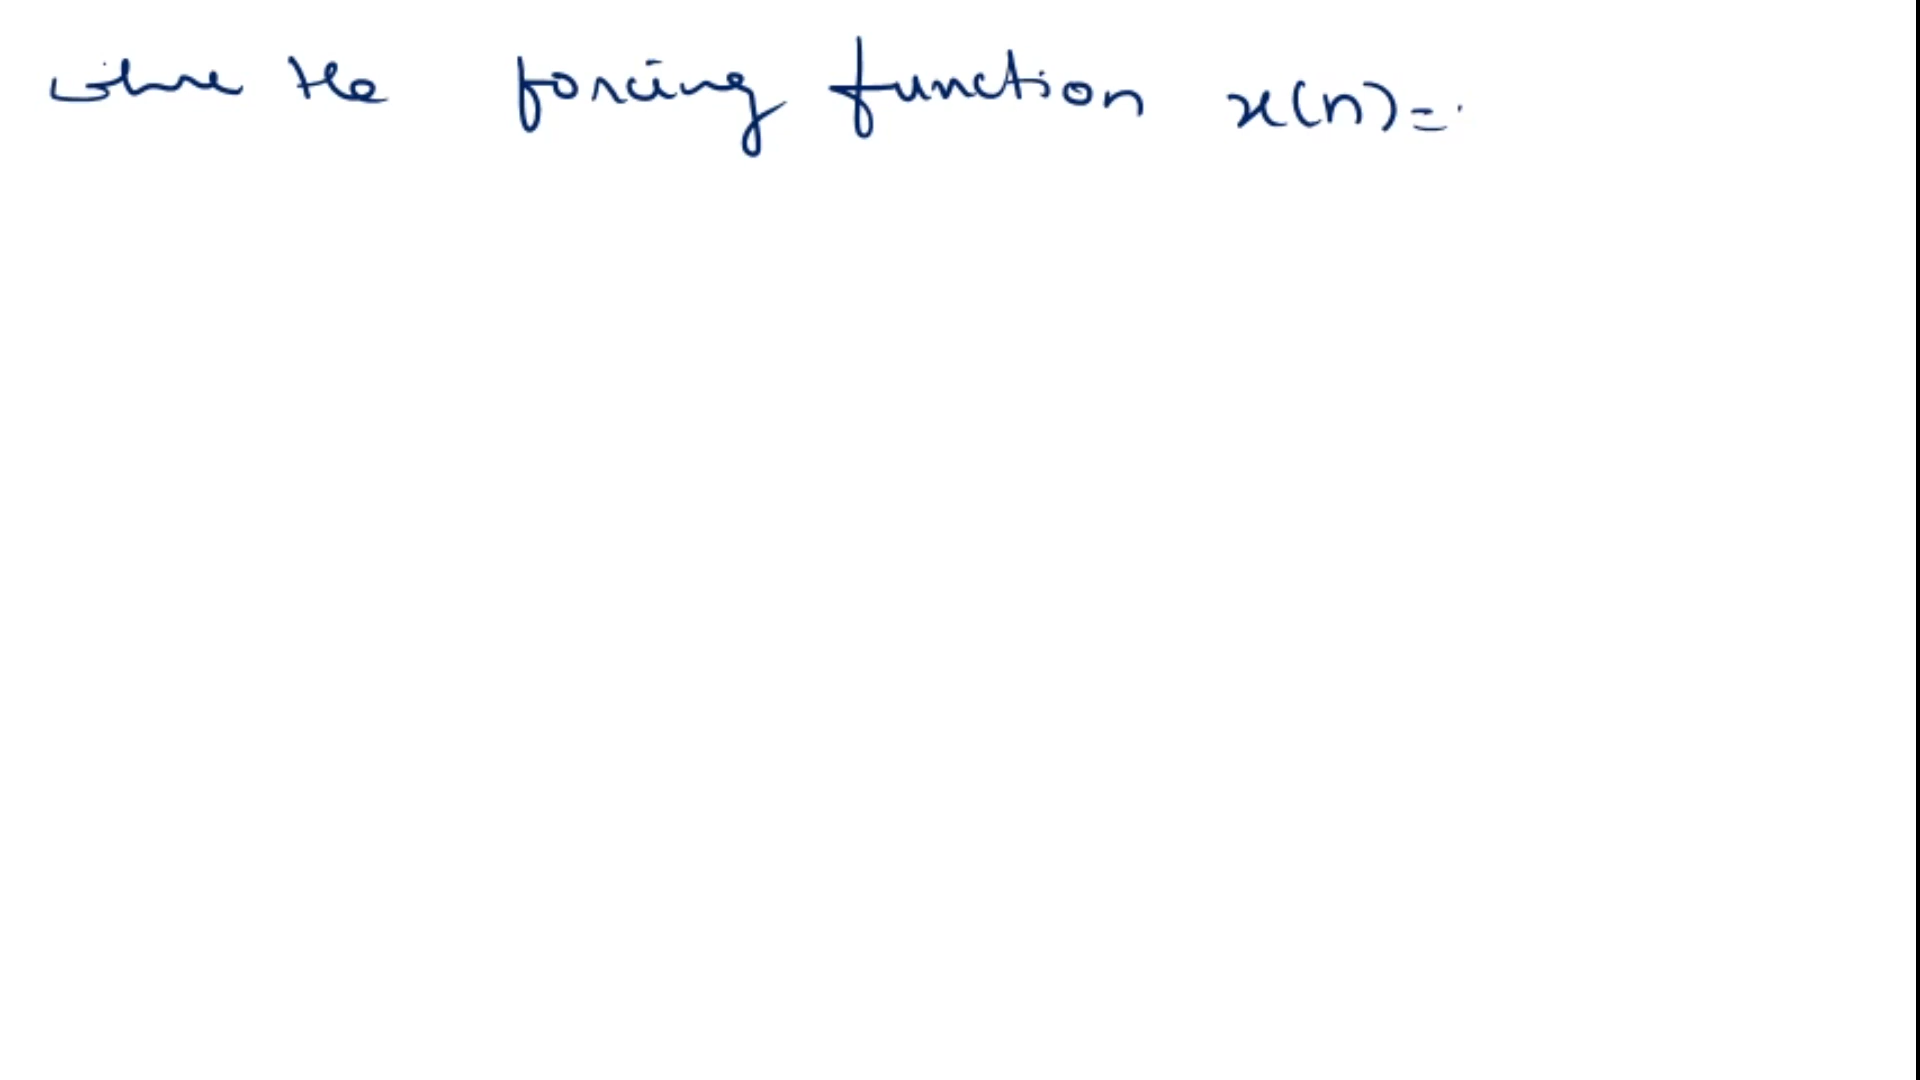 where the forcing function x(n)=